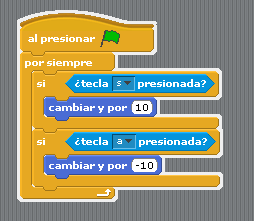 al presionar
por siempre
si ¿tecla s presionada?
cambiar y por 10
si ¿tecla a presionada?
cambiar y por -10